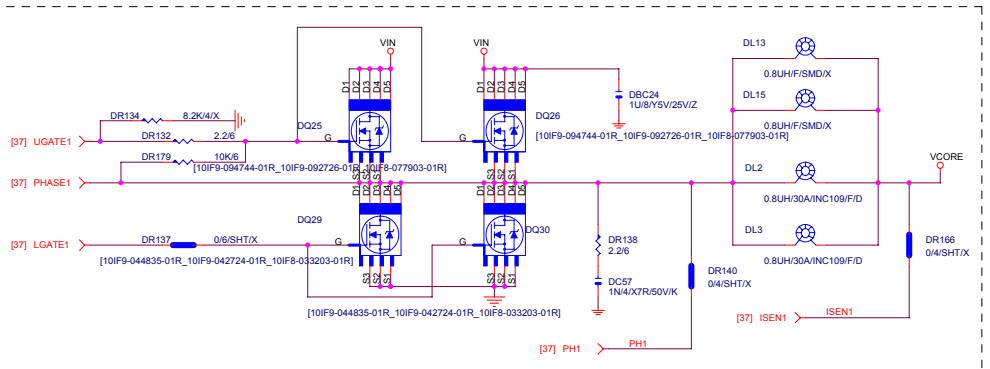 VIN
VIN
DL13
0.8UH/F/SMD/X
D1 D2 D3 D4 D5
D1 D2 D3 D4 D5
DBC24
1U/8/Y5V/25V/Z
DL15
0.8UH/F/SMD/X
DR134
8.2K/4/X
DQ25
DQ26
[37] UGATE1
DR132
2.2/6
G
G
[10IF9-094744-01R_10IF9-092726-01R_10IF8-077903-01R]
DR179
10K/6
[10IF9-094744-01R_10IF9-092726-01R_10IF8-077903-01R]
S3 S2 S1
S3 S2 S1
VCORE
DL2
[37] PHASE1
D1 D2 D3 D4 D5
D1 D2 D3 D4 D5
0.8UH/30A/INC109/F/D
DQ29
DQ30
DL3
[37] LGATE1
DR137
0/6/SHT/X
G
G
DR138
2.2/6
DR166
0/4/SHT/X
[10IF9-044835-01R_10IF9-042724-01R_10IF8-033203-01R]
0.8UH/30A/INC109/F/D
S3 S2 S1
S3 S2 S1
DC57
1N/4/X7R/50V/K
DR140
0/4/SHT/X
[10IF9-044835-01R_10IF9-042724-01R_10IF8-033203-01R]
[37] ISEN1
ISEN1
[37] PH1
PH1